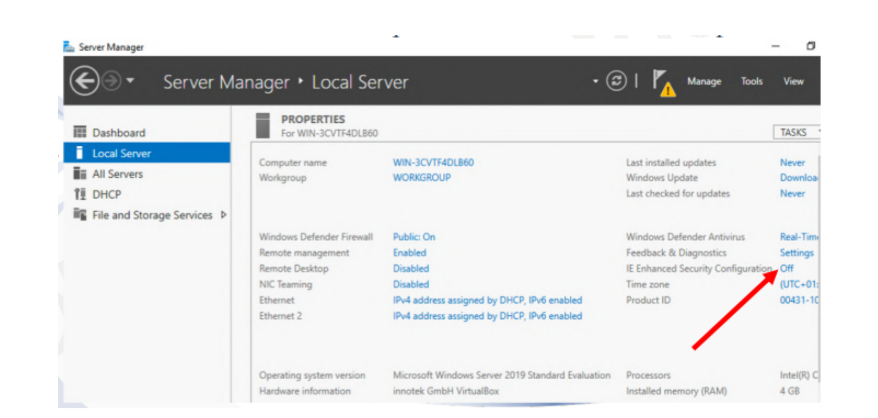 Server Manager
Server Manager • Local Server
Manage Tools View
Dashboard
Local Server
All Servers
DHCP
File and Storage Services
PROPERTIES
For WIN-3CVTF4DLB60
TASKS
Computer name WIN-3CVTF4DLB60 Last installed updates Never
Workgroup WORKGROUP Windows Update Downloa
Last checked for updates Never
Windows Defender Firewall Public: On Windows Defender Antivirus Real-Tim
Remote management Enabled Feedback & Diagnostics Settings
Remote Desktop Disabled IE Enhanced Security Configuration Off
NIC Teaming Disabled Time zone (UTC+01:
Ethernet IPv4 address assigned by DHCP, IPv6 enabled Product ID 00431-10
Ethernet 2 IPv4 address assigned by DHCP, IPv6 enabled
Operating system version Microsoft Windows Server 2019 Standard Evaluation Processors Intel(R) C
Hardware information innotek GmbH VirtualBox Installed memory (RAM) 4 GB